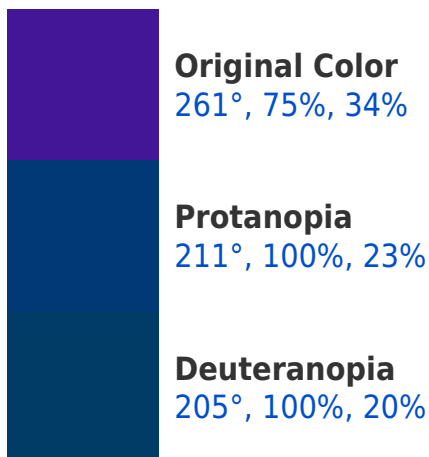 Original Color
261°, 75%, 34%
Protanopia
211°, 100%, 23%
Deuteranopia
205°, 100%, 20%